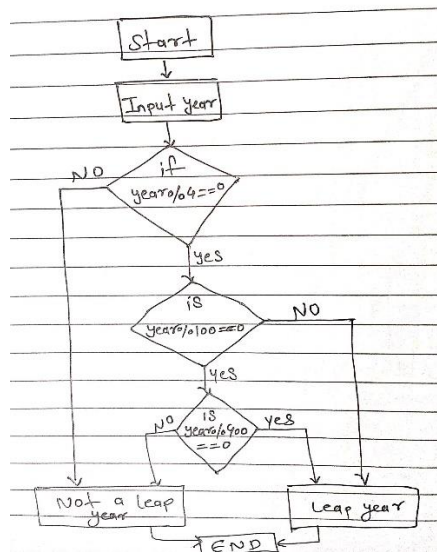 Start
Input year
if
NO
year%4==0
yes
is
NO
year%100==0
yes
is
NO
yes
year%400
==0
Not a leap
year
Leap year
END